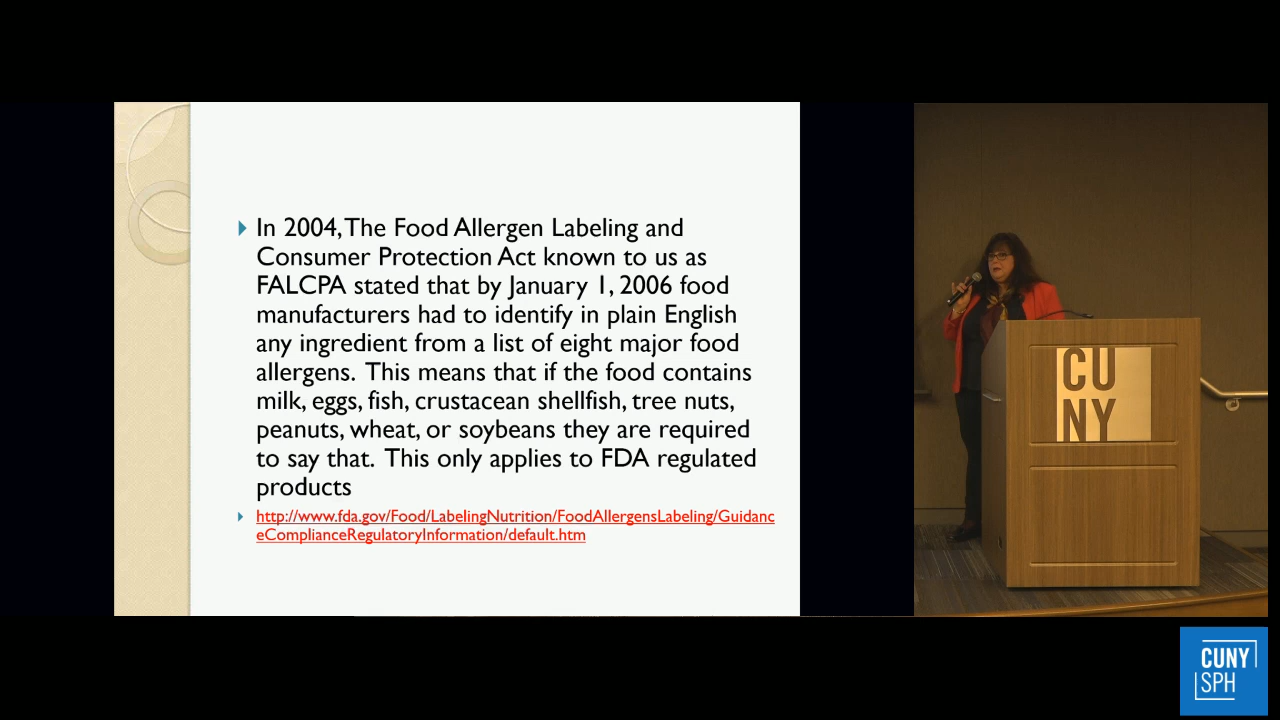 In 2004, The Food Allergen Labeling and
Consumer Protection Act known to us as
FALCPA stated that by January 1, 2006 food
manufacturers had to identify in plain English
any ingredient from a list of eight major food
allergens.  This means that if the food contains
milk, eggs, fish, crustacean shellfish, tree nuts,
peanuts, wheat, or soybeans they are required
to say that.  This only applies to FDA regulated
products
http://www.fda.gov/Food/LabelingNutrition/FoodAllergensLabeling/Guidanc
eComplianceRegulatoryInformation/default.htm
CU
NY
CUNY
SPH